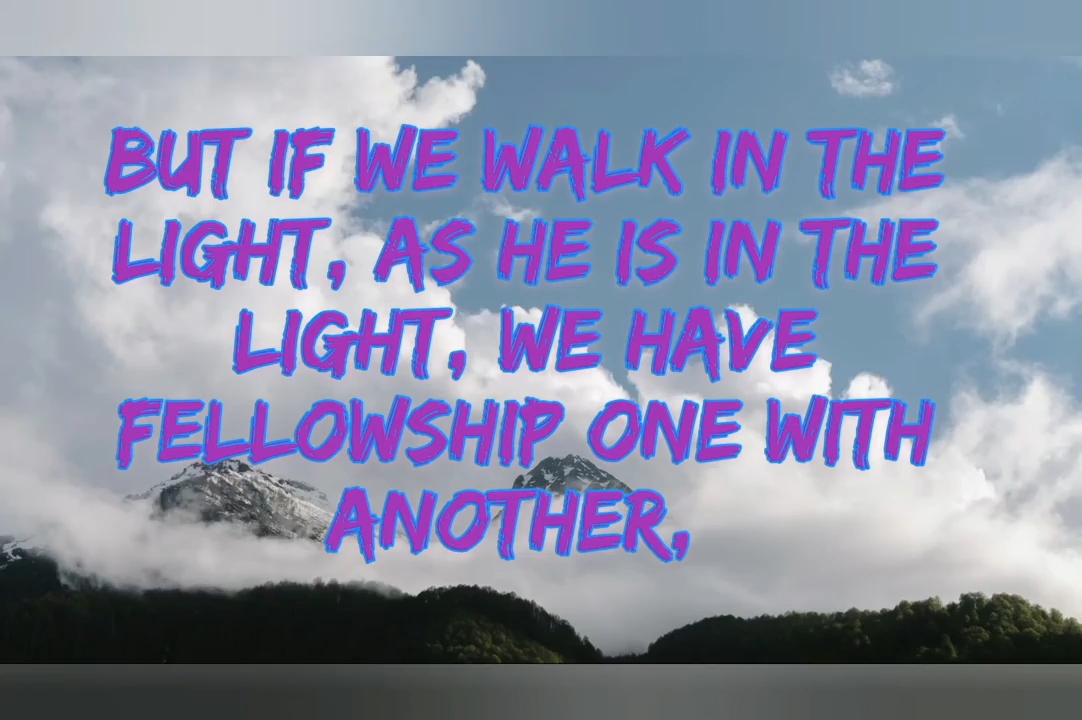 BUT IF WE WALK IN THE
LIGHT, AS HE IS IN THE
LIGHT, WE HAVE
FELLOWSHIP ONE WITH
ANOTHER,